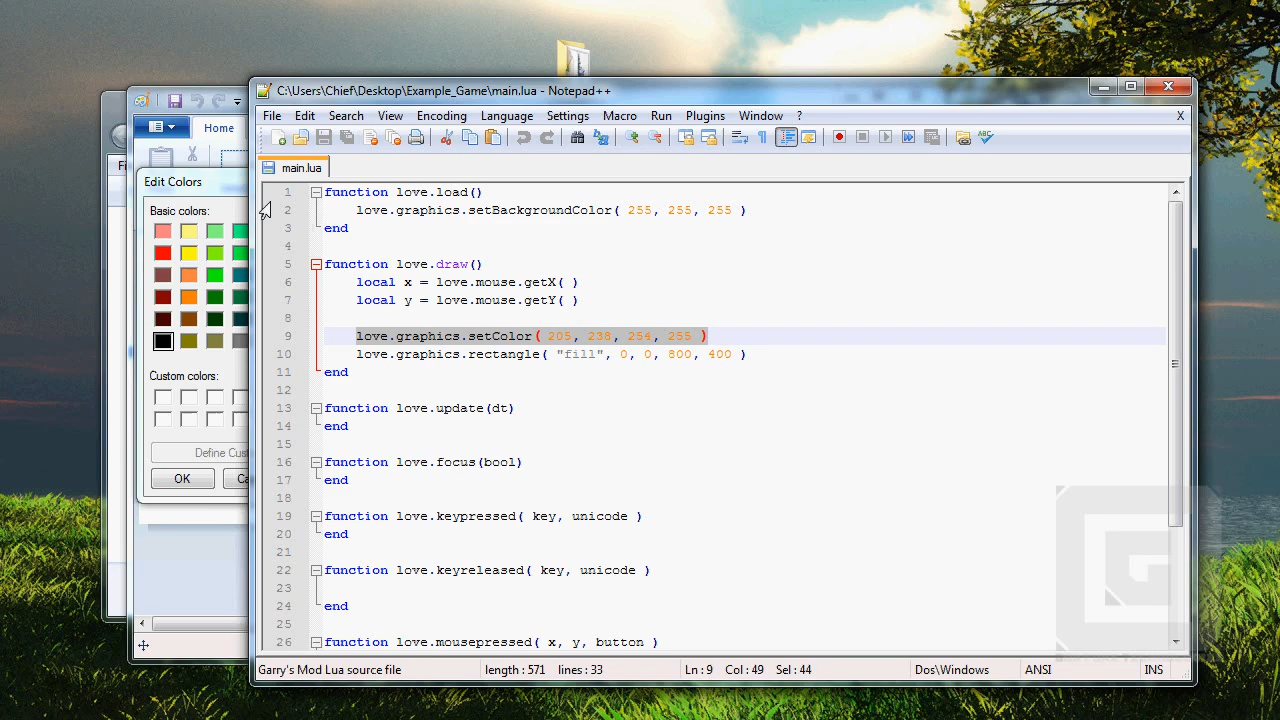 C:\Users\Chief\Desktop\Example_Game\main.lua - Notepad++
File Edit Search View Encoding Language Settings Macro Run Plugins Window ? X
main.lua
1 function love.load()
2 love.graphics.setBackgroundColor( 255, 255, 255 )
3 end
4
5 function love.draw()
6 local x = love.mouse.getX( )
7 local y = love.mouse.getY( )
8
9 love.graphics.setColor( 205, 238, 254, 255 )
10 love.graphics.rectangle( "fill", 0, 0, 800, 400 )
11 end
12
13 function love.update(dt)
14 end
15
16 function love.focus(bool)
17 end
18
19 function love.keypressed( key, unicode )
20 end
21
22 function love.keyreleased( key, unicode )
23
24 end
25
26 function love.mousepressed( x, y, button )
Garry's Mod Lua source file length : 571 lines : 33 Ln : 9 Col : 49 Sel : 44 Dos\Windows ANSI INS
Home
Edit Colors
Basic colors:
Custom colors:
Define Cust
OK Ca